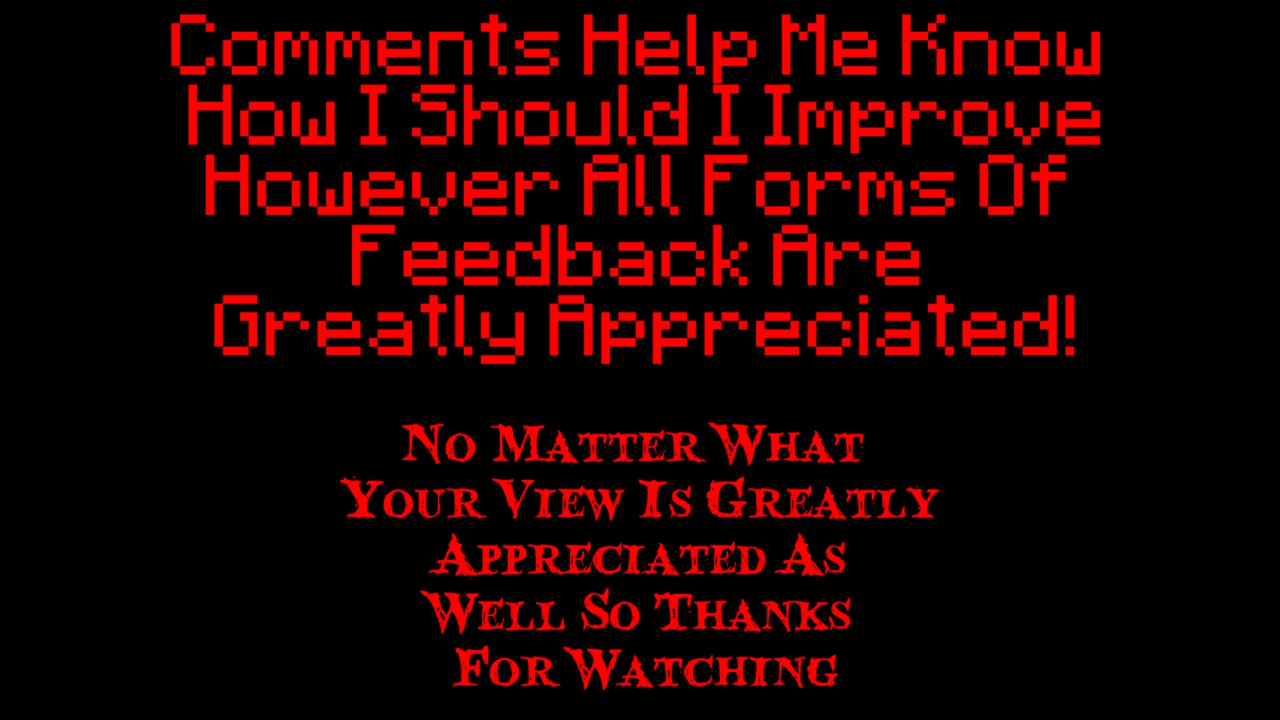 Comments Help Me Know
How I Should I Improve
However All Forms Of
Feedback Are
Greatly Appreciated!
No Matter What
Your View Is Greatly
Appreciated As
Well So Thanks
For Watching